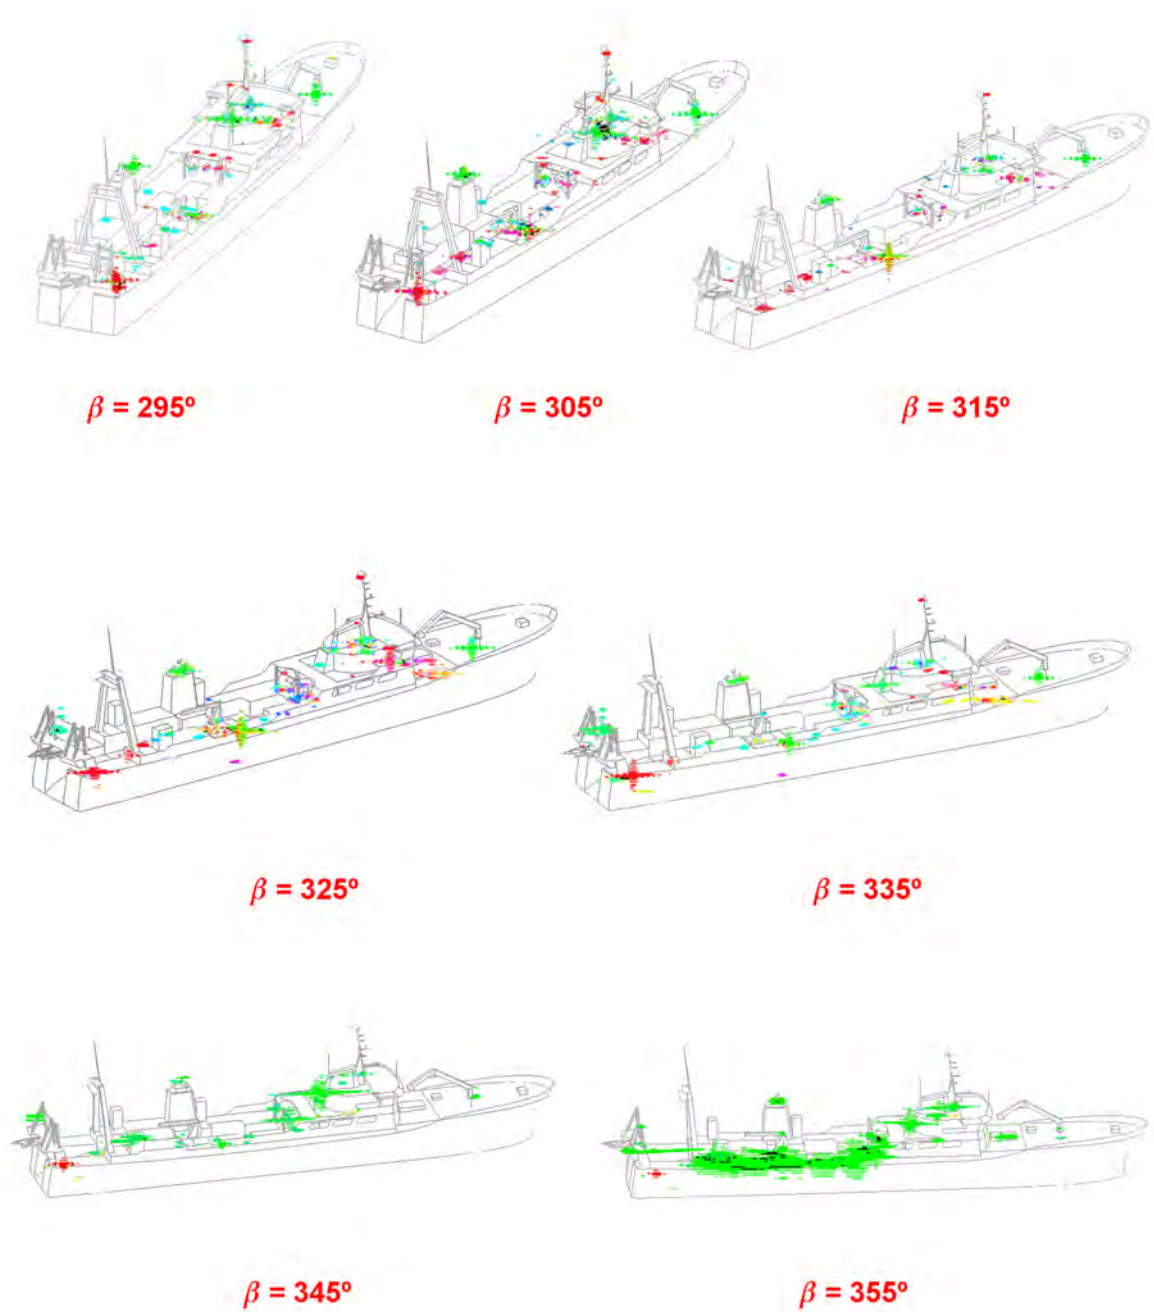 β = 295º
β = 305º
β = 315º
β = 325º
β = 335º
β = 345º
β = 355º